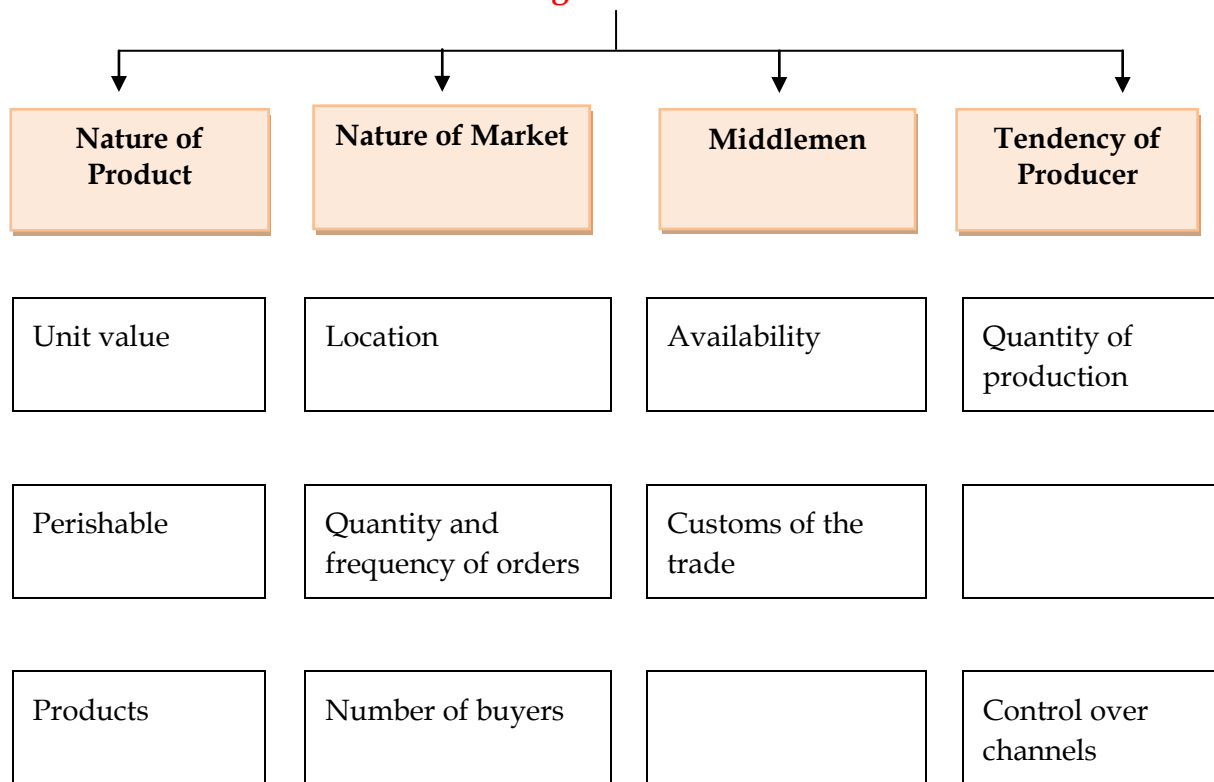 Nature of
Product
Nature of Market
Middlemen
Tendency of
Producer
Unit value
Location
Availability
Quantity of
production
Perishable
Quantity and
frequency of orders
Customs of the
trade
Products
Number of buyers
Control over
channels